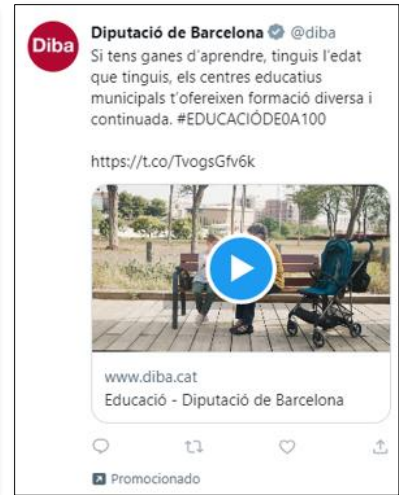 Diba
Diputació de Barcelona @diba
Si tens ganes d'aprendre, tinguis l'edat
que tinguis, els centres educatius
municipals t'ofereixen formació diversa i
continuada. #EDUCACIÓDE0A100
https://t.co/TvogsGfv6k
www.diba.cat
Educació - Diputació de Barcelona
Promocionado